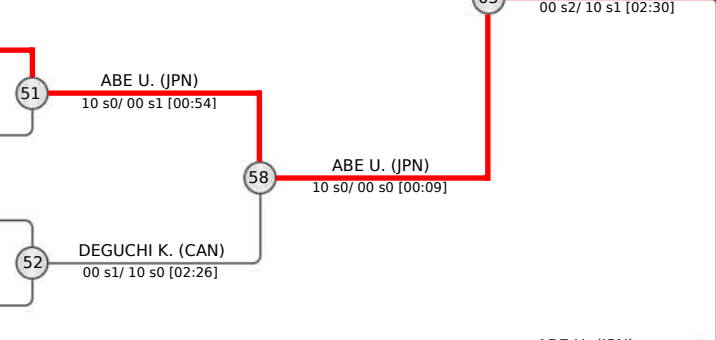 00 s2/ 10 s1 [02:30]
ABE U. (JPN)
51
10 s0/ 00 s1 [00:54]
ABE U. (JPN)
58
10 s0/ 00 s0 [00:09]
DEGUCHI K. (CAN)
52
00 s1/ 10 s0 [02:26]